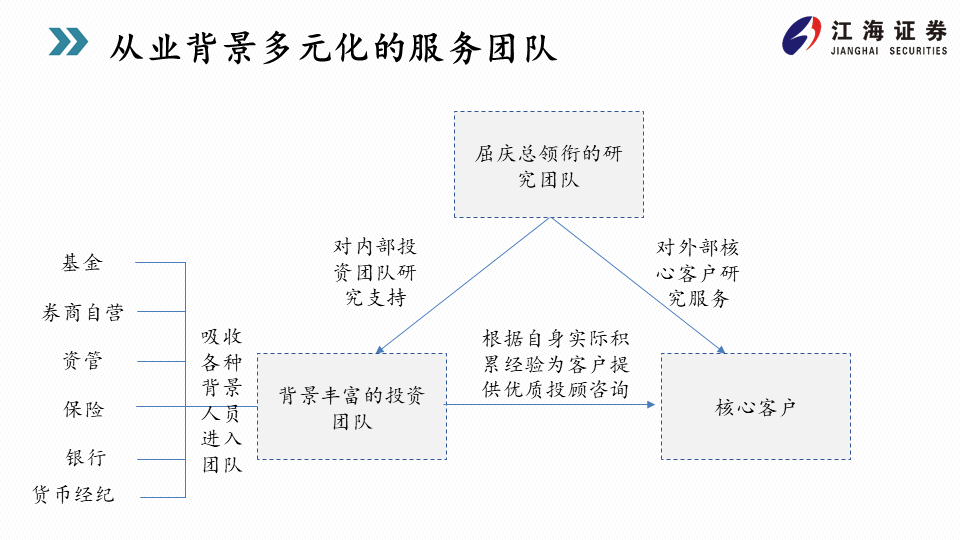 从业背景多元化的服务团队
江海证券
JIANGHAI SECURITIES
屈庆总领衔的研
究团队
对内部投
资团队研
究支持
对外部核
心客户研
究服务
基金
券商自营
资管
保险
银行
货币经纪
吸收
各种
背景
人员
进入
团队
背景丰富的投资
团队
根据自身实际积
累经验为客户提
供优质投顾咨询
核心客户